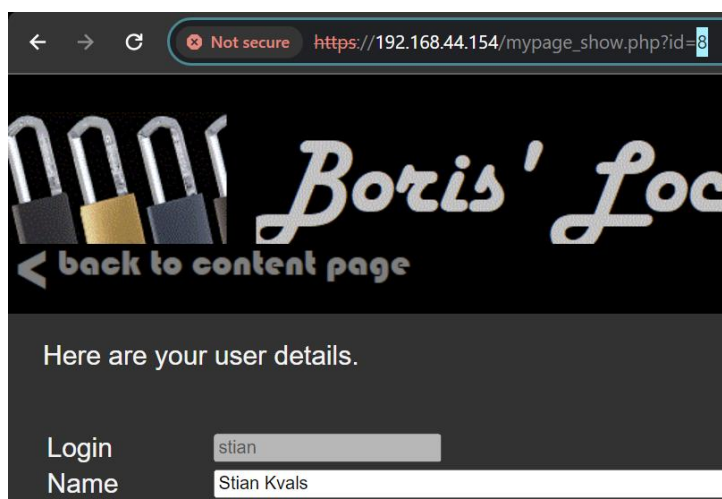 Not secure https://192.168.44.154/mypage_show.php?id=8
Boris' Loc
< back to content page
Here are your user details.
Login stian
Name Stian Kvals